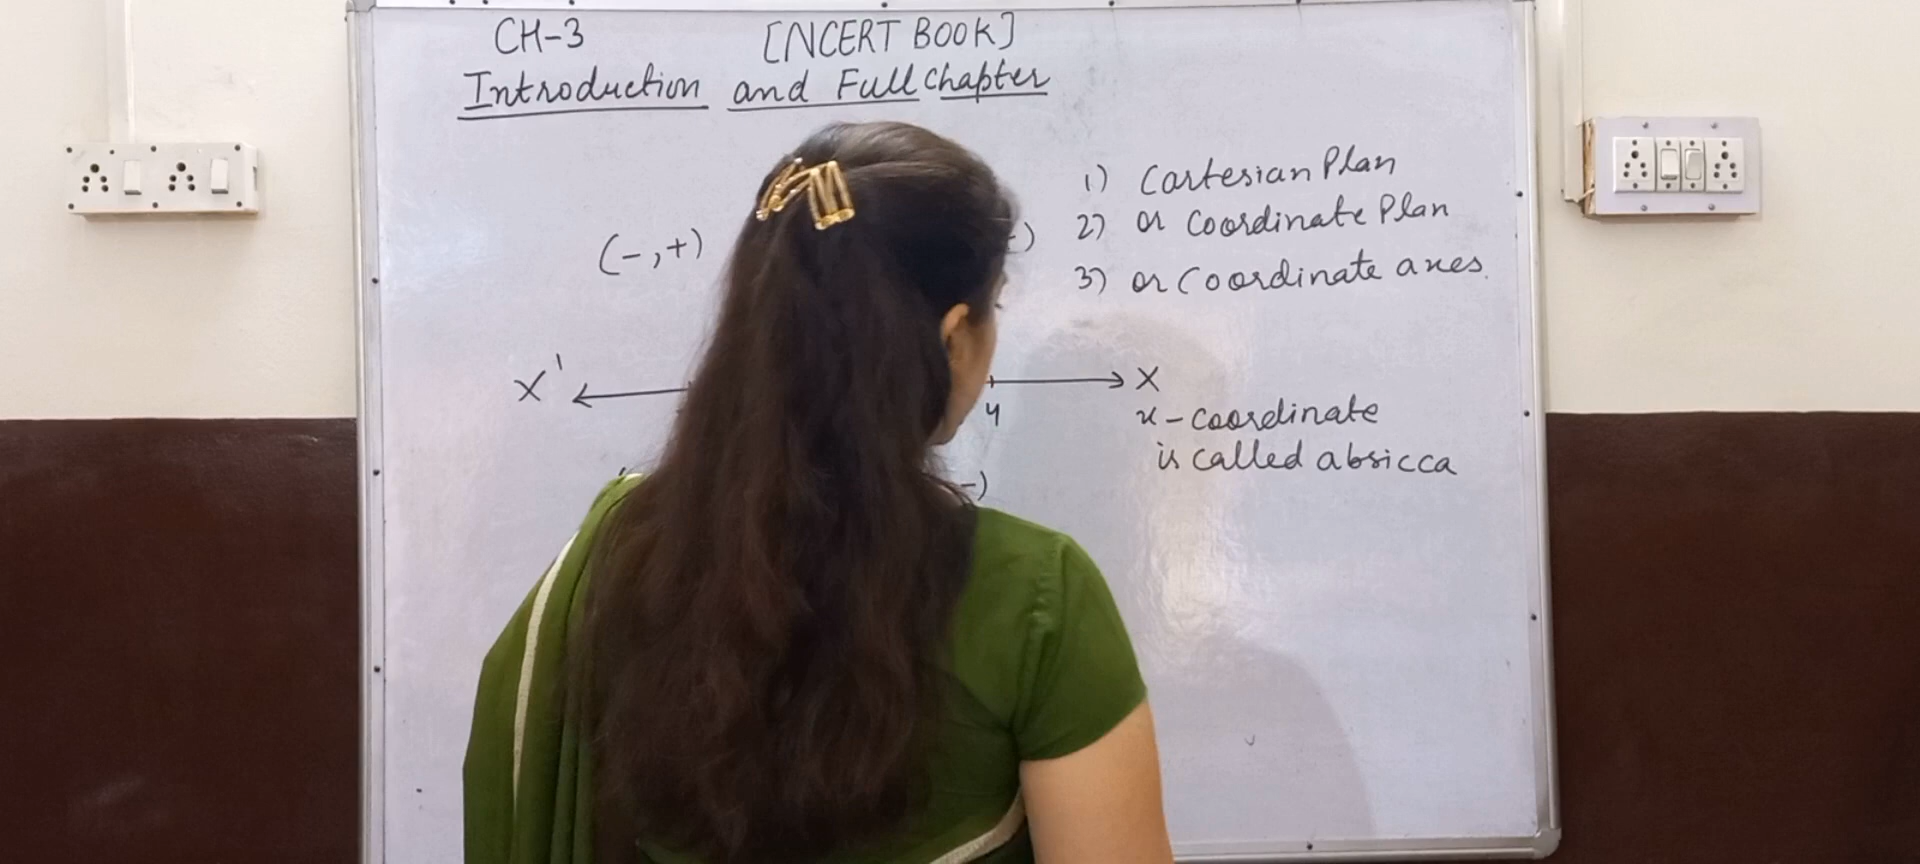 CH-3 [NCERT BOOK]
Introduction and Full Chapter
1) Cartesian Plan
2) or Coordinate Plan
3) or Coordinate axes.
(-,+)
X' X
4
x-coordinate
is called absicca
-)